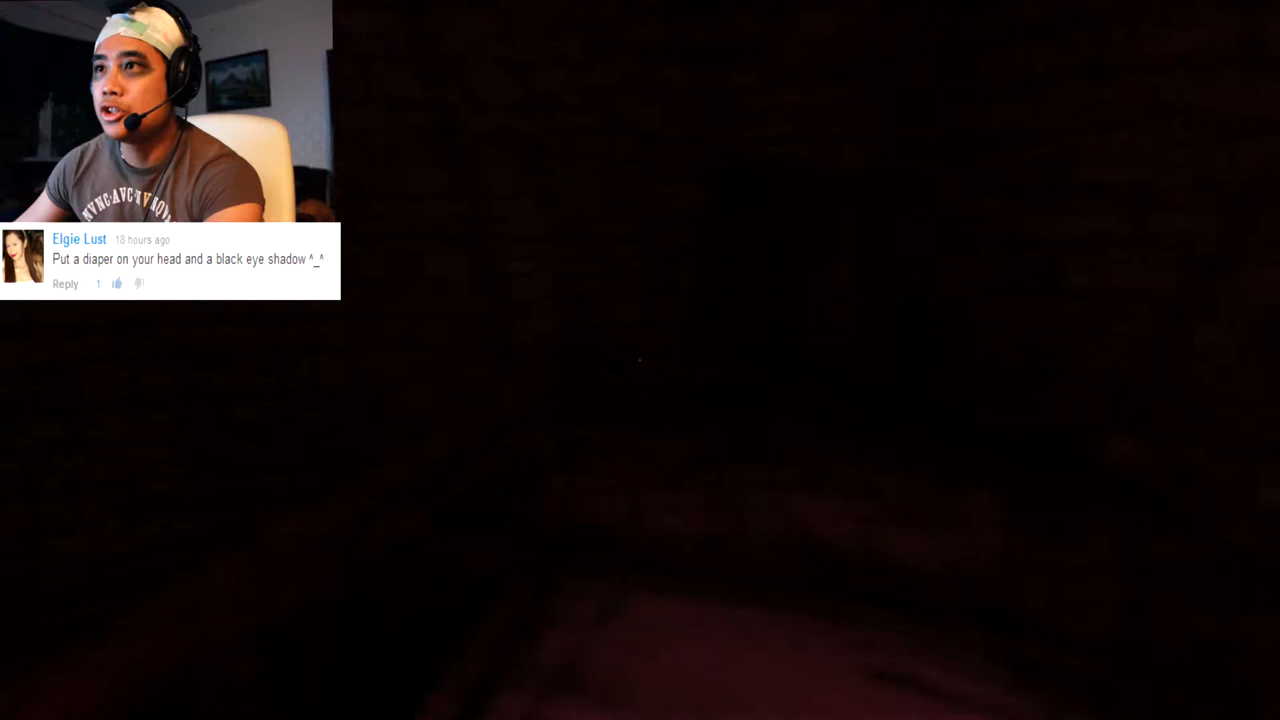 Elgie Lust 18 hours ago
Put a diaper on your head and a black eye shadow ^_^
Reply 1